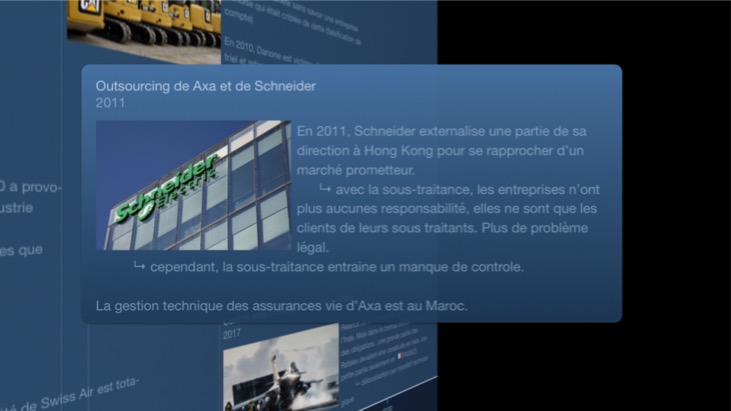 compte)
En 2010, Danone est
Outsourcing de Axa et de Schneider
2011
En 2011, Schneider externalise une partie de sa
direction à Hong Kong pour se rapprocher d'un
marché prometteur.
↳ avec la sous-traitance, les entreprises n'ont
plus aucunes responsabilité, elles ne sont que les
clients de leurs sous traitants. Plus de problème
légal.
↳ cependant, la sous-traitance entraine un manque de controle.
La gestion technique des assurances vie d'Axa est au Maroc.
Schneider
Electric
CAT
0 a provo-
ustrie
es que
2017
té de Swiss Air est tota-